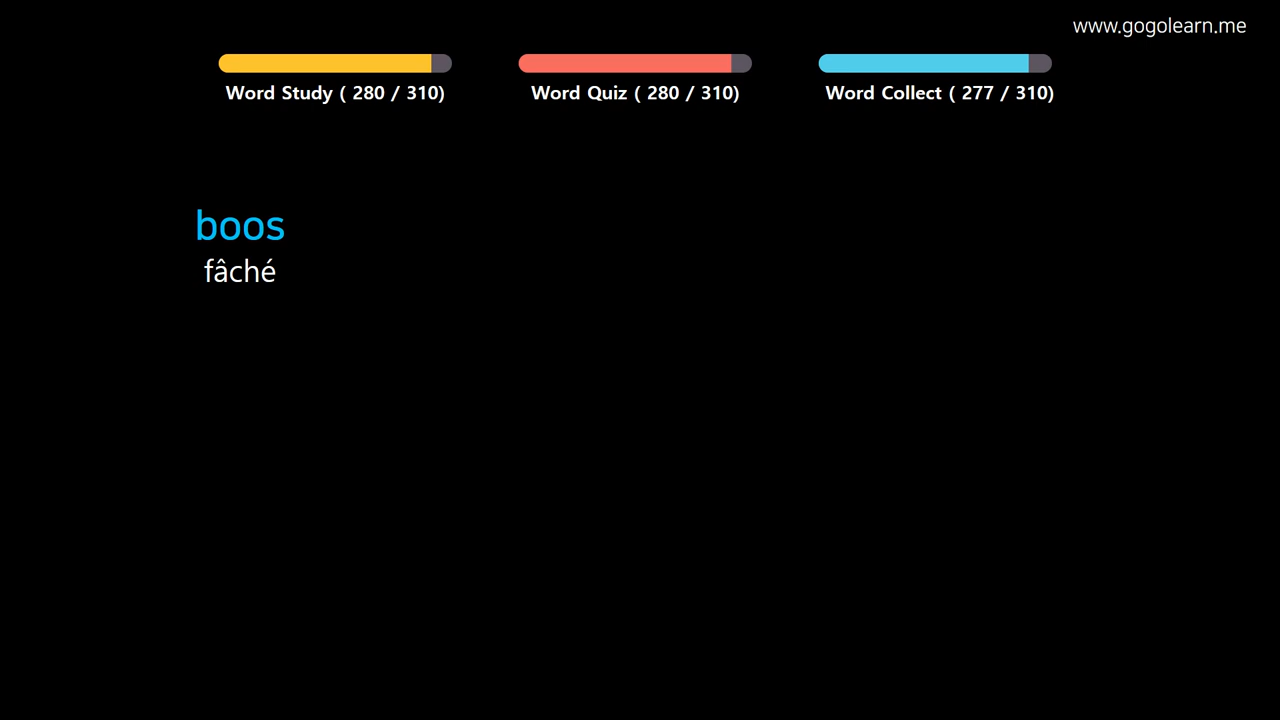 www.gogolearn.me
Word Study ( 280 / 310)
Word Quiz ( 280 / 310)
Word Collect ( 277 / 310)
boos
fâché